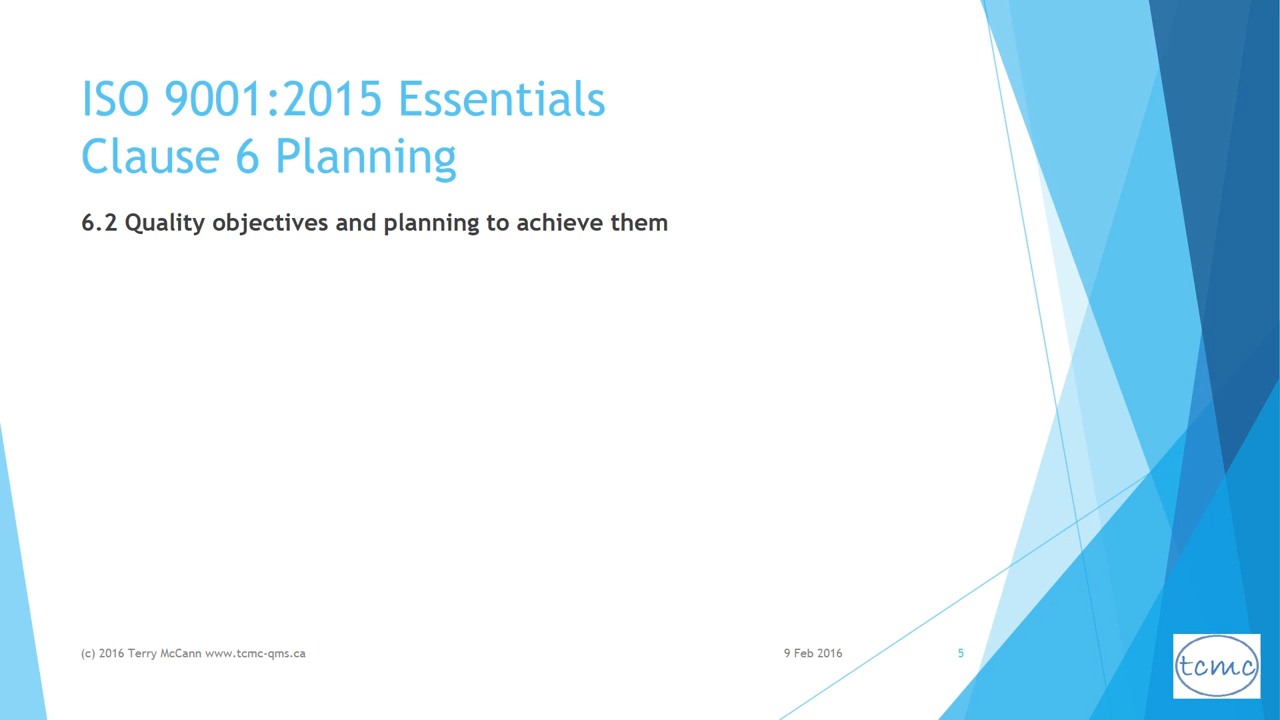 ISO 9001:2015 Essentials
Clause 6 Planning
6.2 Quality objectives and planning to achieve them
(c) 2016 Terry McCann www.tcmc-qms.ca
9 Feb 2016
5
tcmc